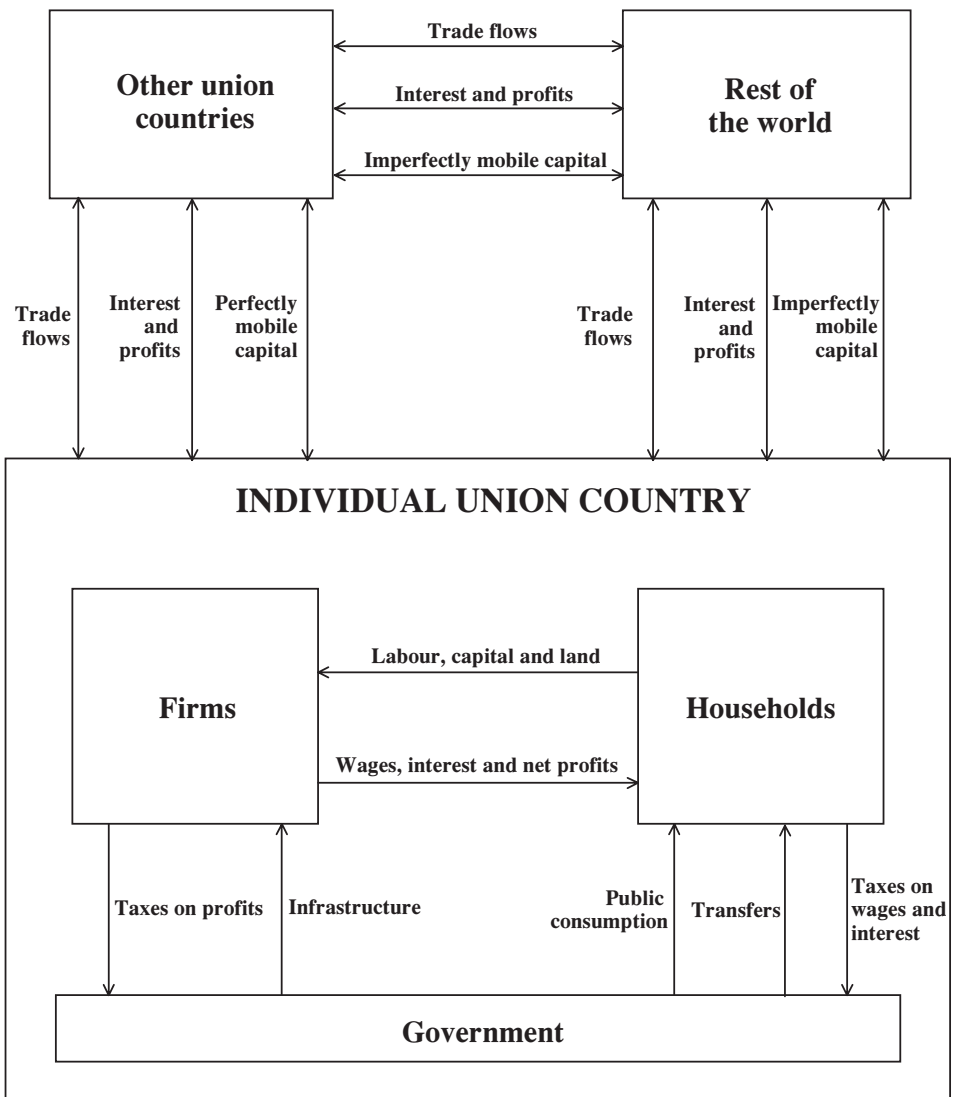 Trade flows
Other union
countries
Interest and profits
Rest of
the world
Imperfectly mobile capital
Trade
flows
Interest
and
profits
Perfectly
mobile
capital
Trade
flows
Interest
and
profits
Imperfectly
mobile
capital
INDIVIDUAL UNION COUNTRY
Labour, capital and land
Firms
Households
Wages, interest and net profits
Taxes on profits
Infrastructure
Public
consumption
Transfers
Taxes on
wages and
interest
Government